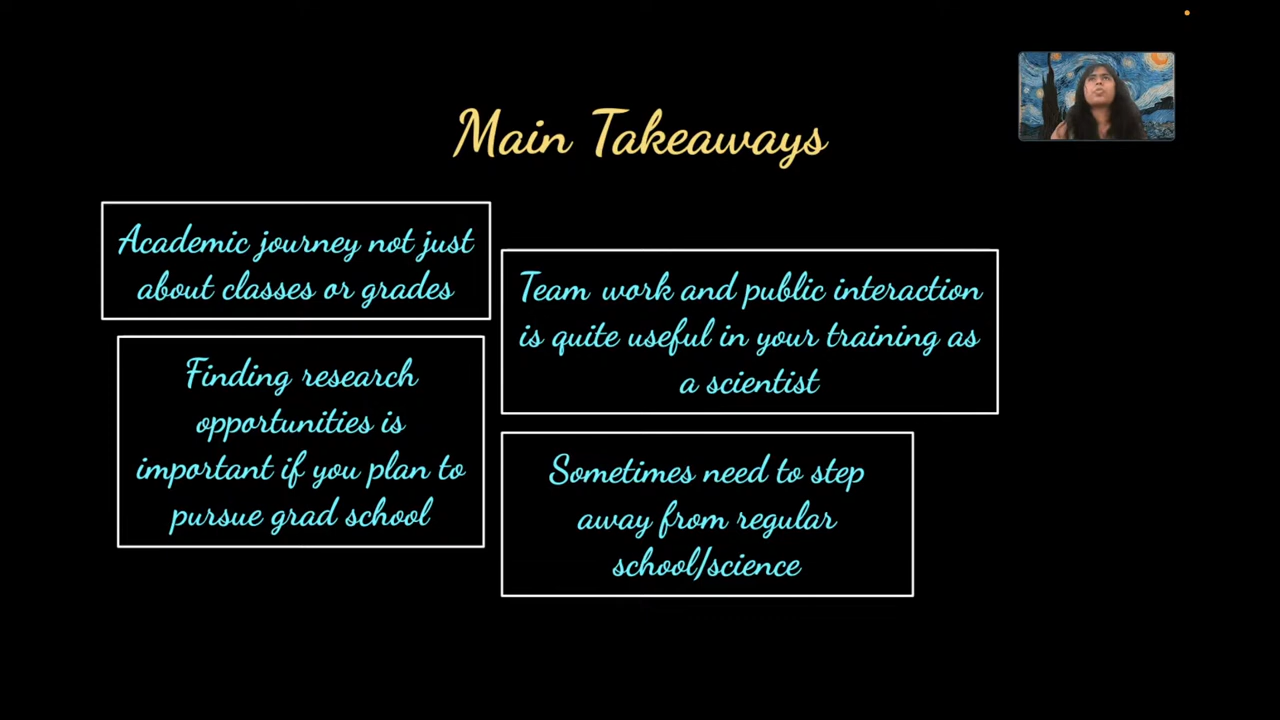 Main Takeaways
Academic journey not just
about classes or grades
Finding research
opportunities is
important if you plan to
pursue grad school
Team work and public interaction
is quite useful in your training as
a scientist
Sometimes need to step
away from regular
school/science